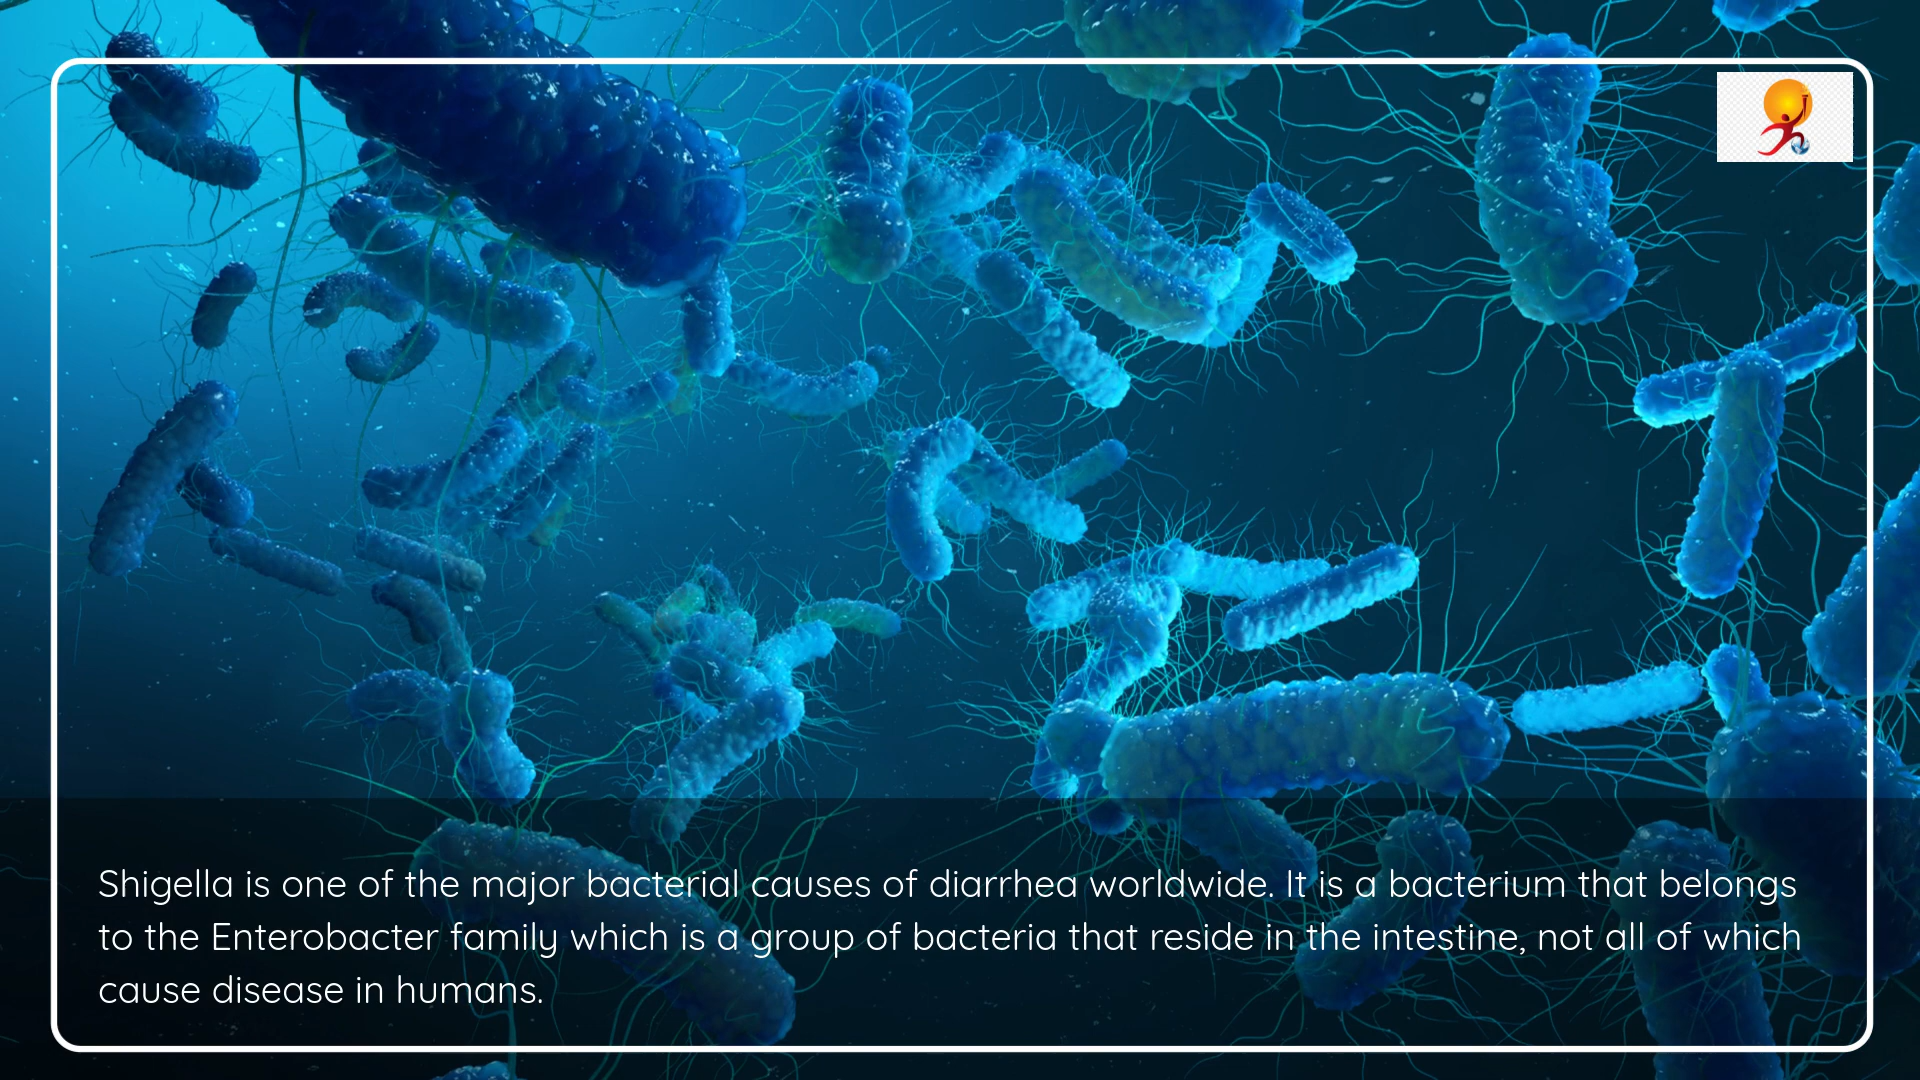 Shigella is one of the major bacterial causes of diarrhea worldwide. It is a bacterium that belongs
to the Enterobacter family which is a group of bacteria that reside in the intestine, not all of which
cause disease in humans.